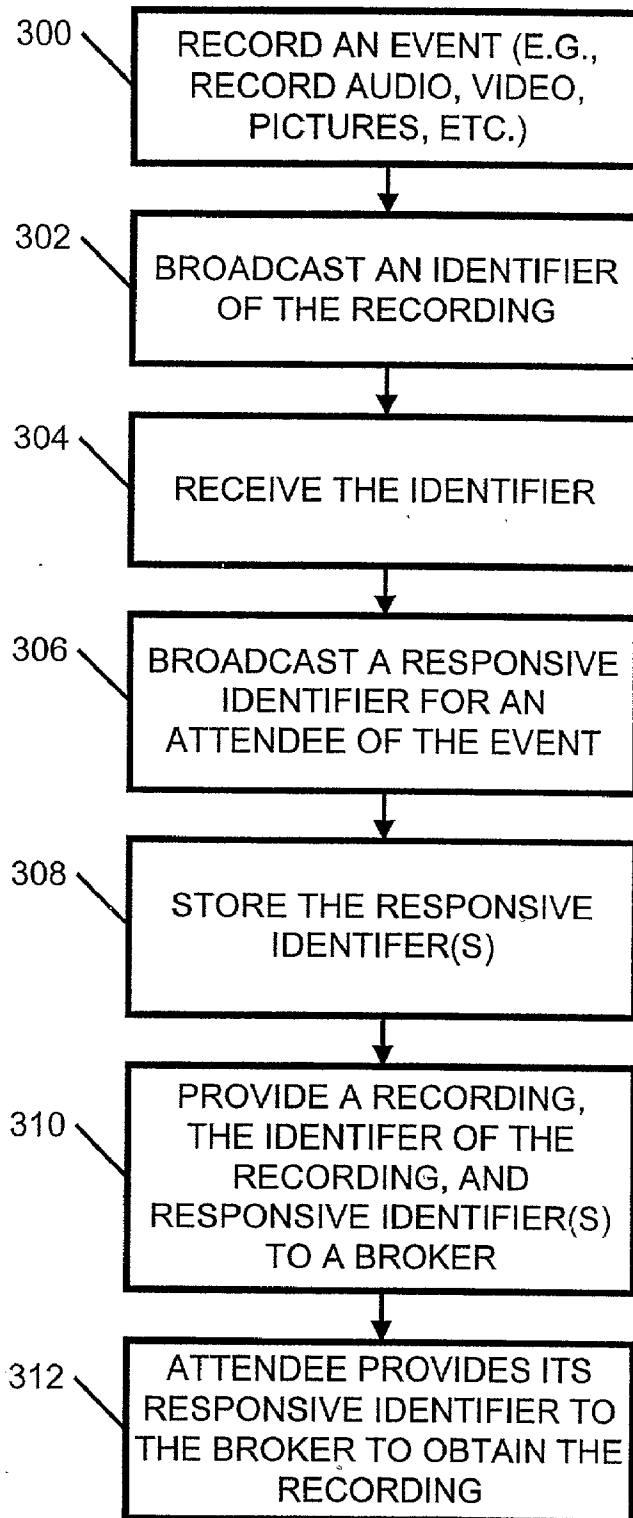 300
RECORD AN EVENT (E.G.,
RECORD AUDIO, VIDEO,
PICTURES, ETC.)
302
BROADCAST AN IDENTIFIER
OF THE RECORDING
304
RECEIVE THE IDENTIFIER
306
BROADCAST A RESPONSIVE
IDENTIFIER FOR AN
ATTENDEE OF THE EVENT
308
STORE THE RESPONSIVE
IDENTIFER(S)
310
PROVIDE A RECORDING,
THE IDENTIFER OF THE
RECORDING, AND
RESPONSIVE IDENTIFIER(S)
TO A BROKER
312
ATTENDEE PROVIDES ITS
RESPONSIVE IDENTIFIER TO
THE BROKER TO OBTAIN THE
RECORDING